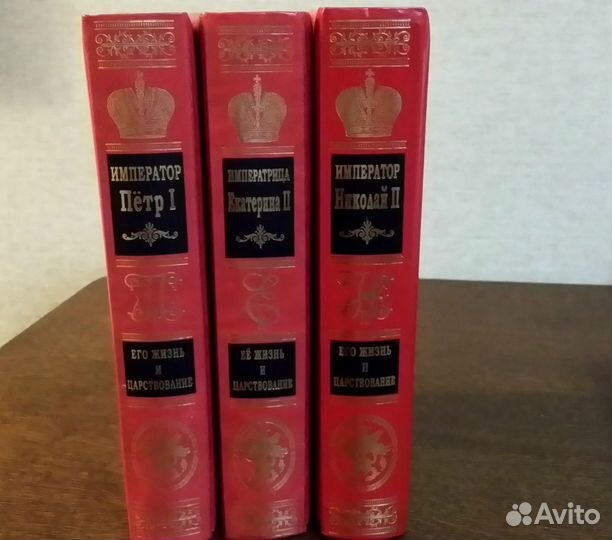 ИМПЕРАТОР
Пётр I
П
ЕГО ЖИЗНЬ
И
ЦАРСТВОВАНИЕ
ИМПЕРАТРИЦА
Екатерина II
Е
ЕЁ ЖИЗНЬ
И
ЦАРСТВОВАНИЕ
ИМПЕРАТОР
Николай II
Н
ЕГО ЖИЗНЬ
И
ЦАРСТВОВАНИЕ
Avito